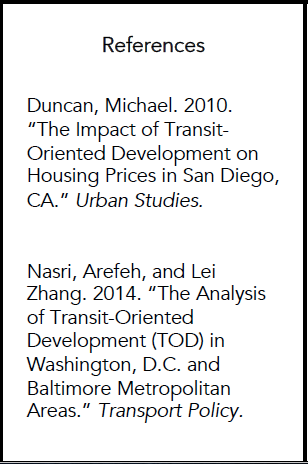 References
Duncan, Michael. 2010.
“The Impact of Transit-
Oriented Development on
Housing Prices in San Diego,
CA.” Urban Studies.
Nasri, Arefeh, and Lei
Zhang. 2014. “The Analysis
of Transit-Oriented
Development (TOD) in
Washington, D.C. and
Baltimore Metropolitan
Areas.” Transport Policy.